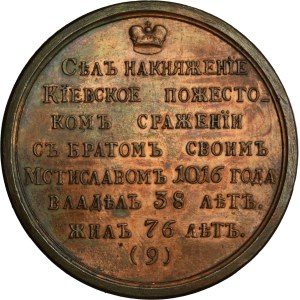 СѢЛЪ НАКНЯЖЕНІЕ
КІЕВСКОЕ ПОЖЕСТО-
КОМЪ СРАЖЕНІИ
СЪ БРАТОМЪ СВОИМЪ
МСТИСЛАВОМЪ 1016 ГОДА
ВЛАДѢЛЪ 38 ЛѢТЪ.
ЖИЛЪ 76 ЛѢТЪ.
(9)